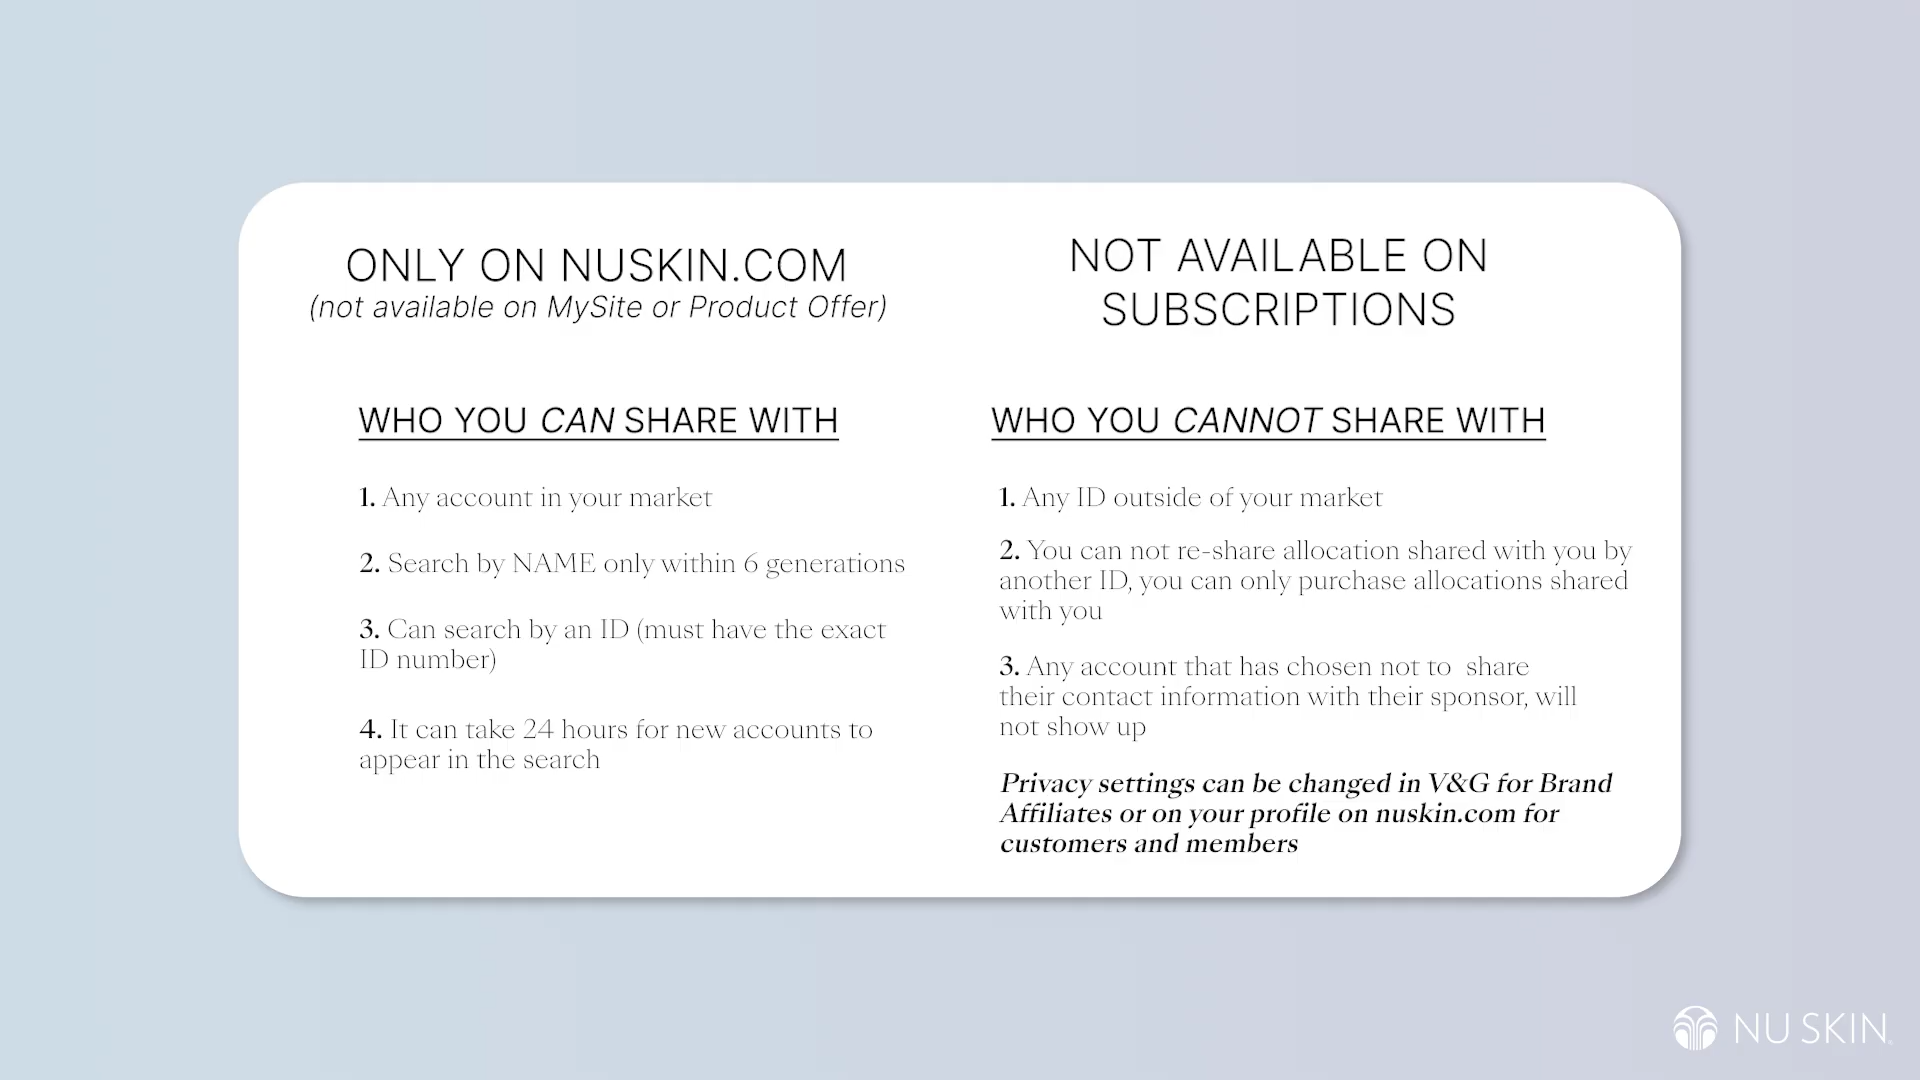 ONLY ON NUSKIN.COM
(not available on MySite or Product Offer)
NOT AVAILABLE ON
SUBSCRIPTIONS
WHO YOU CAN SHARE WITH
1. Any account in your market
2. Search by NAME only within 6 generations
3. Can search by an ID (must have the exact
ID number)
4. It can take 24 hours for new accounts to
appear in the search
WHO YOU CANNOT SHARE WITH
1. Any ID outside of your market
2. You can not re-share allocation shared with you by
another ID, you can only purchase allocations shared
with you
3. Any account that has chosen not to  share
their contact information with their sponsor, will
not show up
Privacy settings can be changed in V&G for Brand
Affiliates or on your profile on nuskin.com for
customers and members
NU SKIN